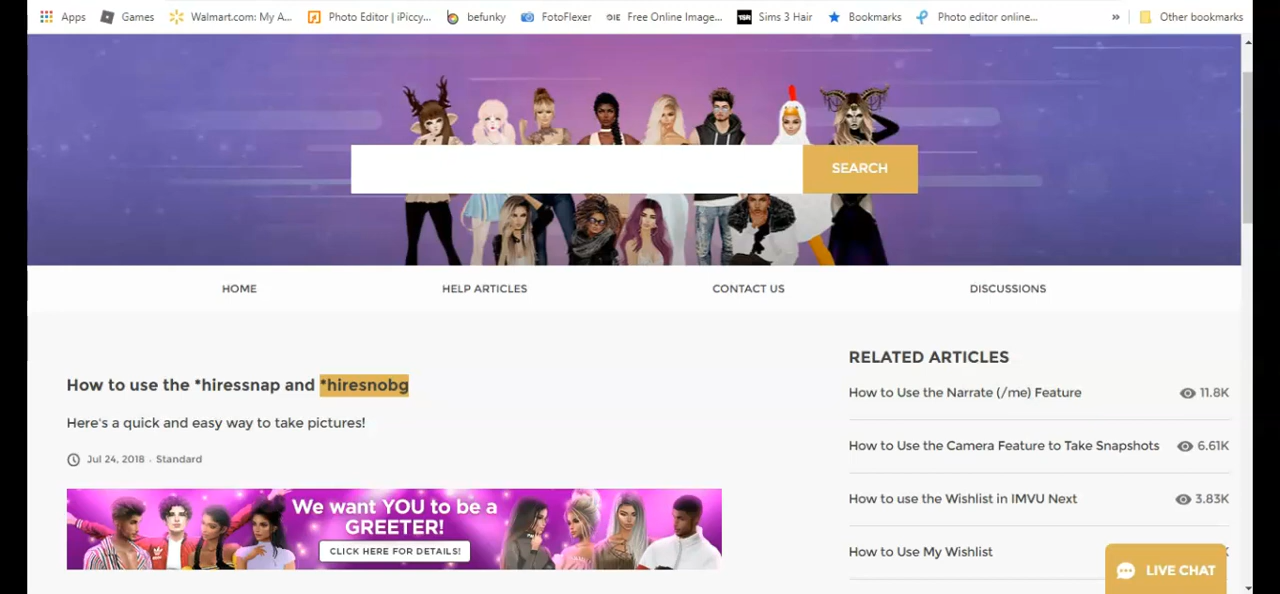 Apps Games Walmart.com: My A... Photo Editor | iPiccy... befunky FotoFlexer Free Online Image... Sims 3 Hair Bookmarks Photo editor online... » Other bookmarks
SEARCH
HOME HELP ARTICLES CONTACT US DISCUSSIONS
How to use the *hiressnap and *hiresnobg
Here's a quick and easy way to take pictures!
Jul 24, 2018 . Standard
We want YOU to be a
GREETER!
CLICK HERE FOR DETAILS!
RELATED ARTICLES
How to Use the Narrate (/me) Feature 11.8K
How to Use the Camera Feature to Take Snapshots 6.61K
How to use the Wishlist in IMVU Next 3.83K
How to Use My Wishlist
LIVE CHAT